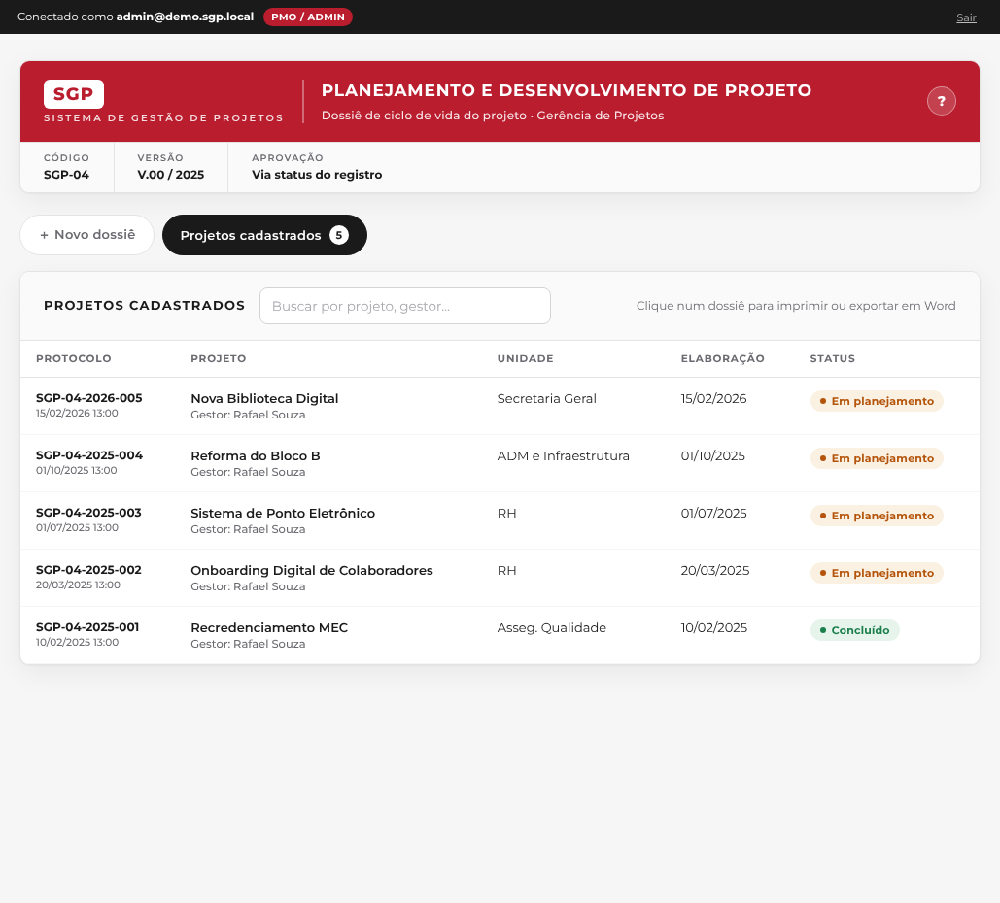 Conectado como admin@demo.sgp.local PMO / ADMIN Sair
SGP
SISTEMA DE GESTÃO DE PROJETOS
PLANEJAMENTO E DESENVOLVIMENTO DE PROJETO
Dossiê de ciclo de vida do projeto · Gerência de Projetos
?
CÓDIGO
SGP-04
VERSÃO
V.00 / 2025
APROVAÇÃO
Via status do registro
+ Novo dossiê
Projetos cadastrados 5
PROJETOS CADASTRADOS
Buscar por projeto, gestor...
Clique num dossiê para imprimir ou exportar em Word
PROTOCOLO PROJETO UNIDADE ELABORAÇÃO STATUS
SGP-04-2026-005 Nova Biblioteca Digital Secretaria Geral 15/02/2026 Em planejamento
15/02/2026 13:00 Gestor: Rafael Souza
SGP-04-2025-004 Reforma do Bloco B ADM e Infraestrutura 01/10/2025 Em planejamento
01/10/2025 13:00 Gestor: Rafael Souza
SGP-04-2025-003 Sistema de Ponto Eletrônico RH 01/07/2025 Em planejamento
01/07/2025 13:00 Gestor: Rafael Souza
SGP-04-2025-002 Onboarding Digital de Colaboradores RH 20/03/2025 Em planejamento
20/03/2025 13:00 Gestor: Rafael Souza
SGP-04-2025-001 Recredenciamento MEC Asseg. Qualidade 10/02/2025 Concluído
10/02/2025 13:00 Gestor: Rafael Souza